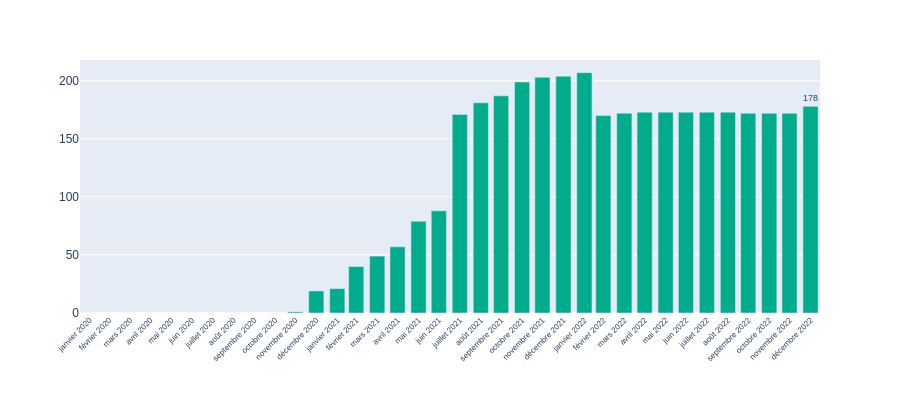 200
150
100
50
0
178
janvier 2020
février 2020
mars 2020
avril 2020
mai 2020
juin 2020
juillet 2020
août 2020
septembre 2020
octobre 2020
novembre 2020
décembre 2020
janvier 2021
février 2021
mars 2021
avril 2021
mai 2021
juin 2021
juillet 2021
août 2021
septembre 2021
octobre 2021
novembre 2021
décembre 2021
janvier 2022
février 2022
mars 2022
avril 2022
mai 2022
juin 2022
juillet 2022
août 2022
septembre 2022
octobre 2022
novembre 2022
décembre 2022